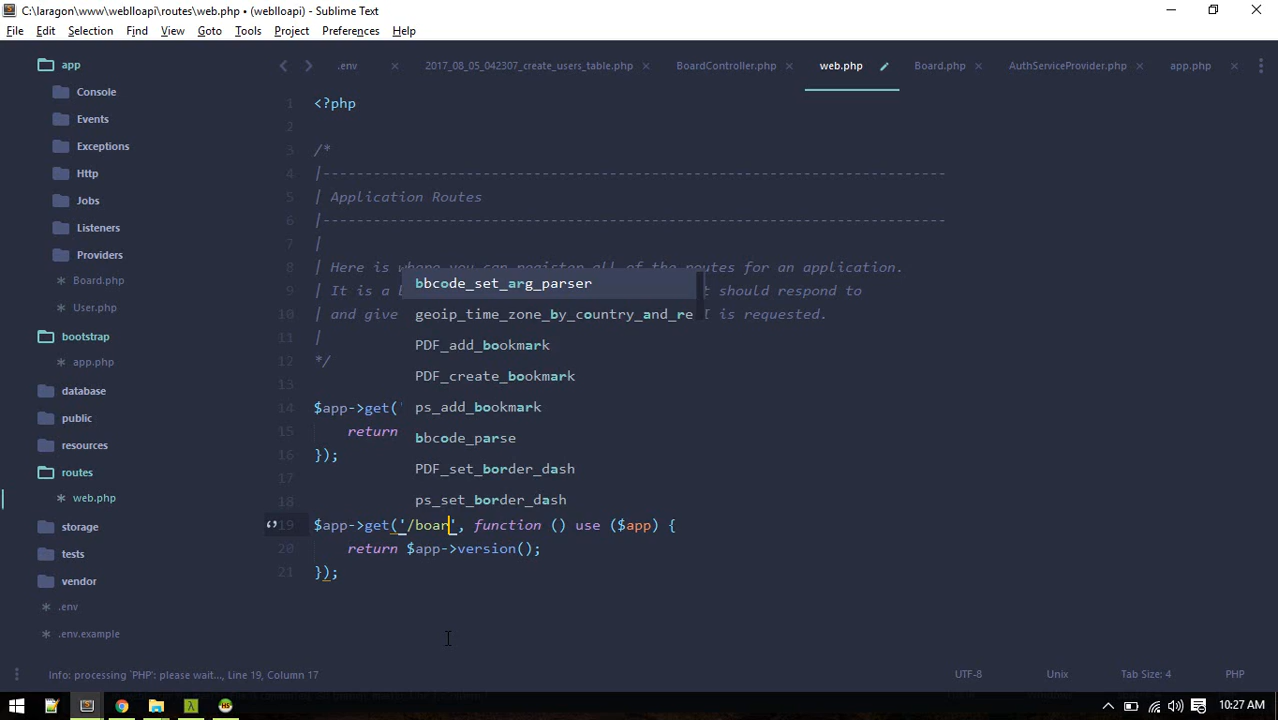 C:\laragon\www\weblloapi\routes\web.php • (weblloapi) - Sublime Text
File Edit Selection Find View Goto Tools Project Preferences Help
app
Console
Events
Exceptions
Http
Jobs
Listeners
Providers
Board.php
User.php
bootstrap
app.php
database
public
resources
routes
web.php
storage
tests
vendor
.env
.env.example
.env 2017_08_05_042307_create_users_table.php BoardController.php web.php Board.php AuthServiceProvider.php app.php
1 <?php
2
3 /*
4 |--------------------------------------------------------------------------
5 | Application Routes
6 |--------------------------------------------------------------------------
7 |
8 | Here is where you can register all of the routes for an application.
9 | It is a b t should respond to
10 | and give I is requested.
11 |
12 */
13
14 $app->get('
15 return
16 });
17
18
19 $app->get('/boar', function () use ($app) {
20 return $app->version();
21 });
bbcode_set_arg_parser
geoip_time_zone_by_country_and_re
PDF_add_bookmark
PDF_create_bookmark
ps_add_bookmark
bbcode_parse
PDF_set_border_dash
ps_set_border_dash
Info: processing `PHP`: please wait..., Line 19, Column 17 UTF-8 Unix Tab Size: 4 PHP
10:27 AM